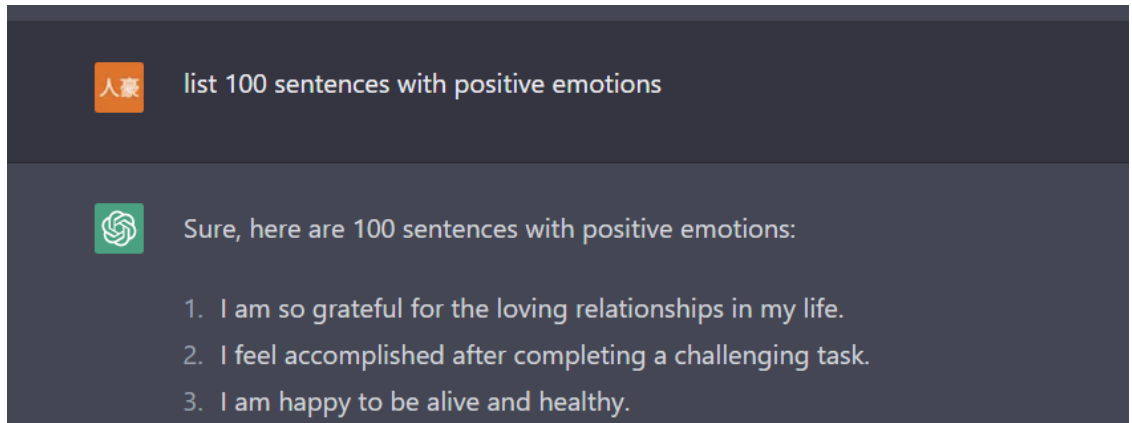 人豪
list 100 sentences with positive emotions
Sure, here are 100 sentences with positive emotions:
1. I am so grateful for the loving relationships in my life.
2. I feel accomplished after completing a challenging task.
3. I am happy to be alive and healthy.